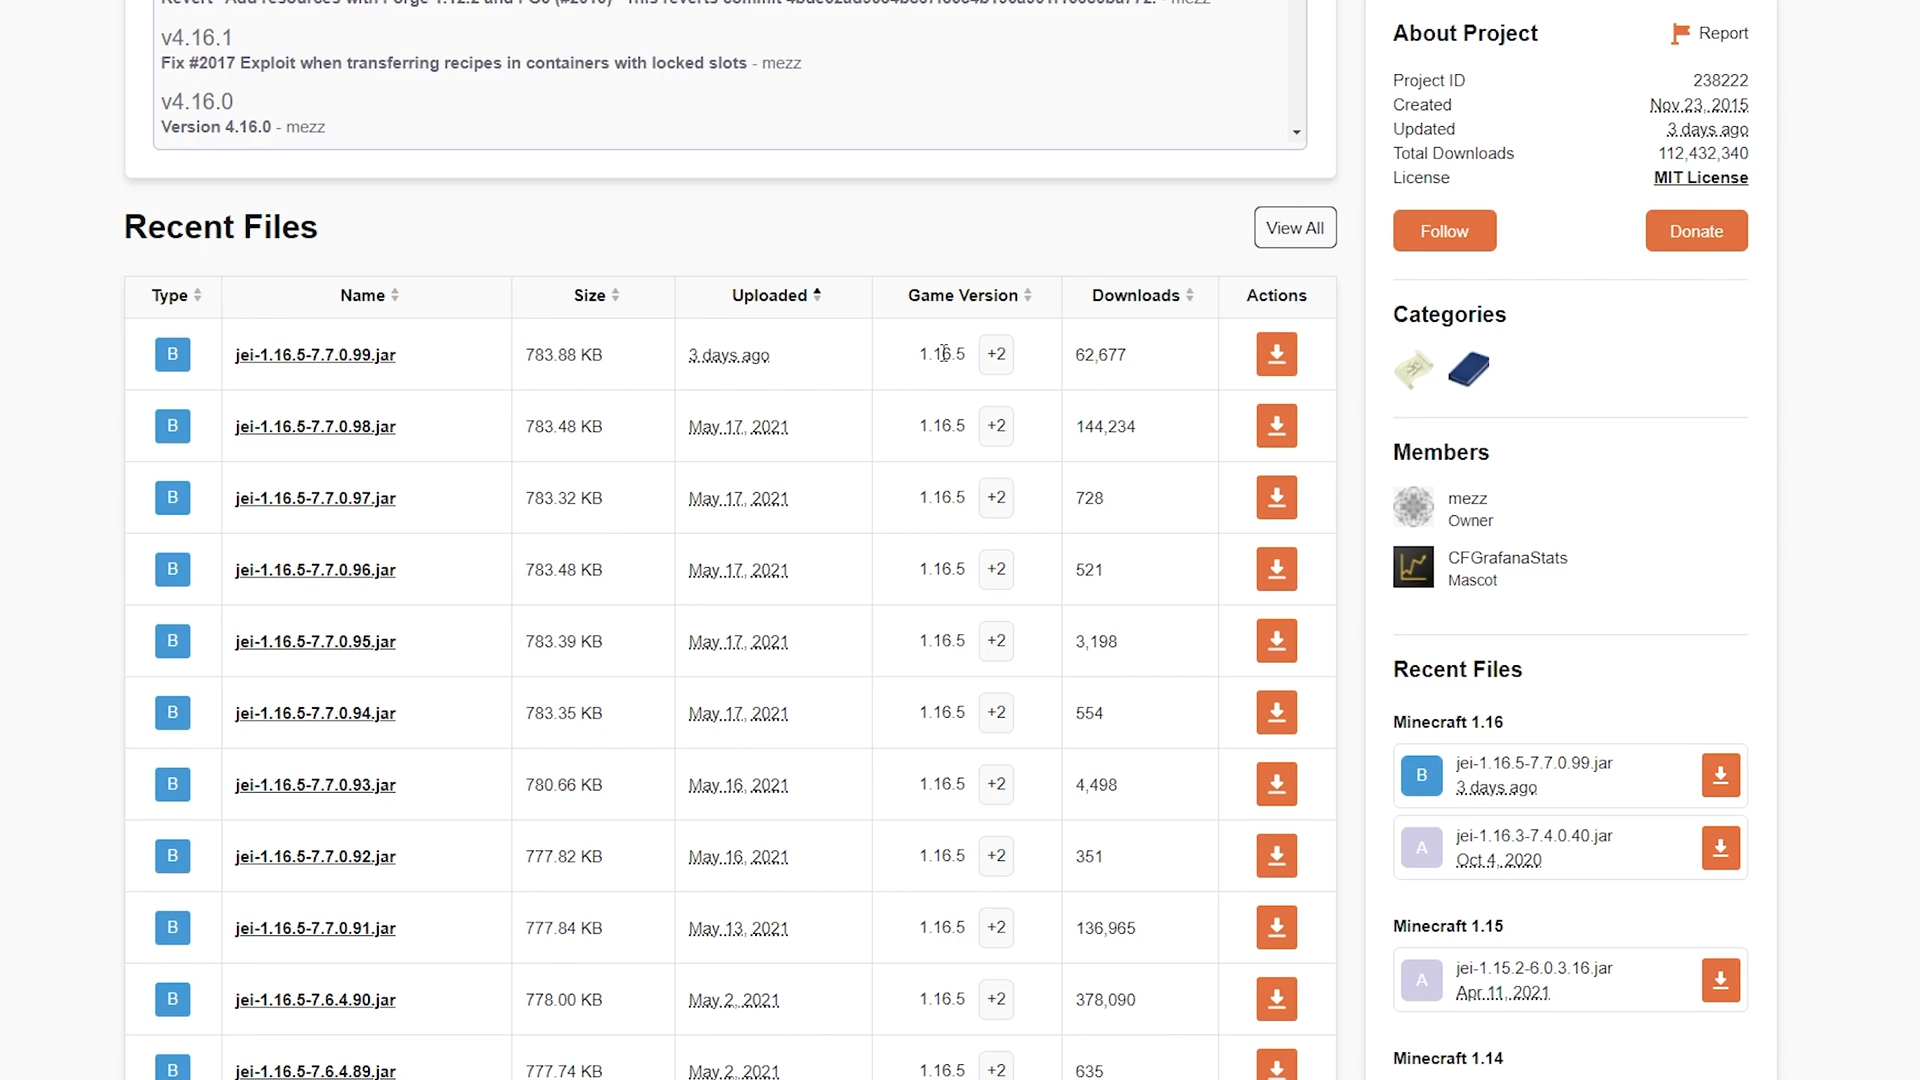 v4.16.1
Fix #2017 Exploit when transferring recipes in containers with locked slots - mezz
v4.16.0
Version 4.16.0 - mezz
Recent Files
View All
Type Name Size Uploaded Game Version Downloads Actions
B jei-1.16.5-7.7.0.99.jar 783.88 KB 3 days ago 1.16.5 +2 62,677
B jei-1.16.5-7.7.0.98.jar 783.48 KB May 17, 2021 1.16.5 +2 144,234
B jei-1.16.5-7.7.0.97.jar 783.32 KB May 17, 2021 1.16.5 +2 728
B jei-1.16.5-7.7.0.96.jar 783.48 KB May 17, 2021 1.16.5 +2 521
B jei-1.16.5-7.7.0.95.jar 783.39 KB May 17, 2021 1.16.5 +2 3,198
B jei-1.16.5-7.7.0.94.jar 783.35 KB May 17, 2021 1.16.5 +2 554
B jei-1.16.5-7.7.0.93.jar 780.66 KB May 16, 2021 1.16.5 +2 4,498
B jei-1.16.5-7.7.0.92.jar 777.82 KB May 16, 2021 1.16.5 +2 351
B jei-1.16.5-7.7.0.91.jar 777.84 KB May 13, 2021 1.16.5 +2 136,965
B jei-1.16.5-7.6.4.90.jar 778.00 KB May 2, 2021 1.16.5 +2 378,090
B jei-1.16.5-7.6.4.89.jar 777.74 KB May 2, 2021 1.16.5 +2 635
About Project
Report
Project ID 238222
Created Nov 23, 2015
Updated 3 days ago
Total Downloads 112,432,340
License MIT License
Follow Donate
Categories
Members
mezz
Owner
CFGrafanaStats
Mascot
Recent Files
Minecraft 1.16
B jei-1.16.5-7.7.0.99.jar
3 days ago
A jei-1.16.3-7.4.0.40.jar
Oct 4, 2020
Minecraft 1.15
A jei-1.15.2-6.0.3.16.jar
Apr 11, 2021
Minecraft 1.14